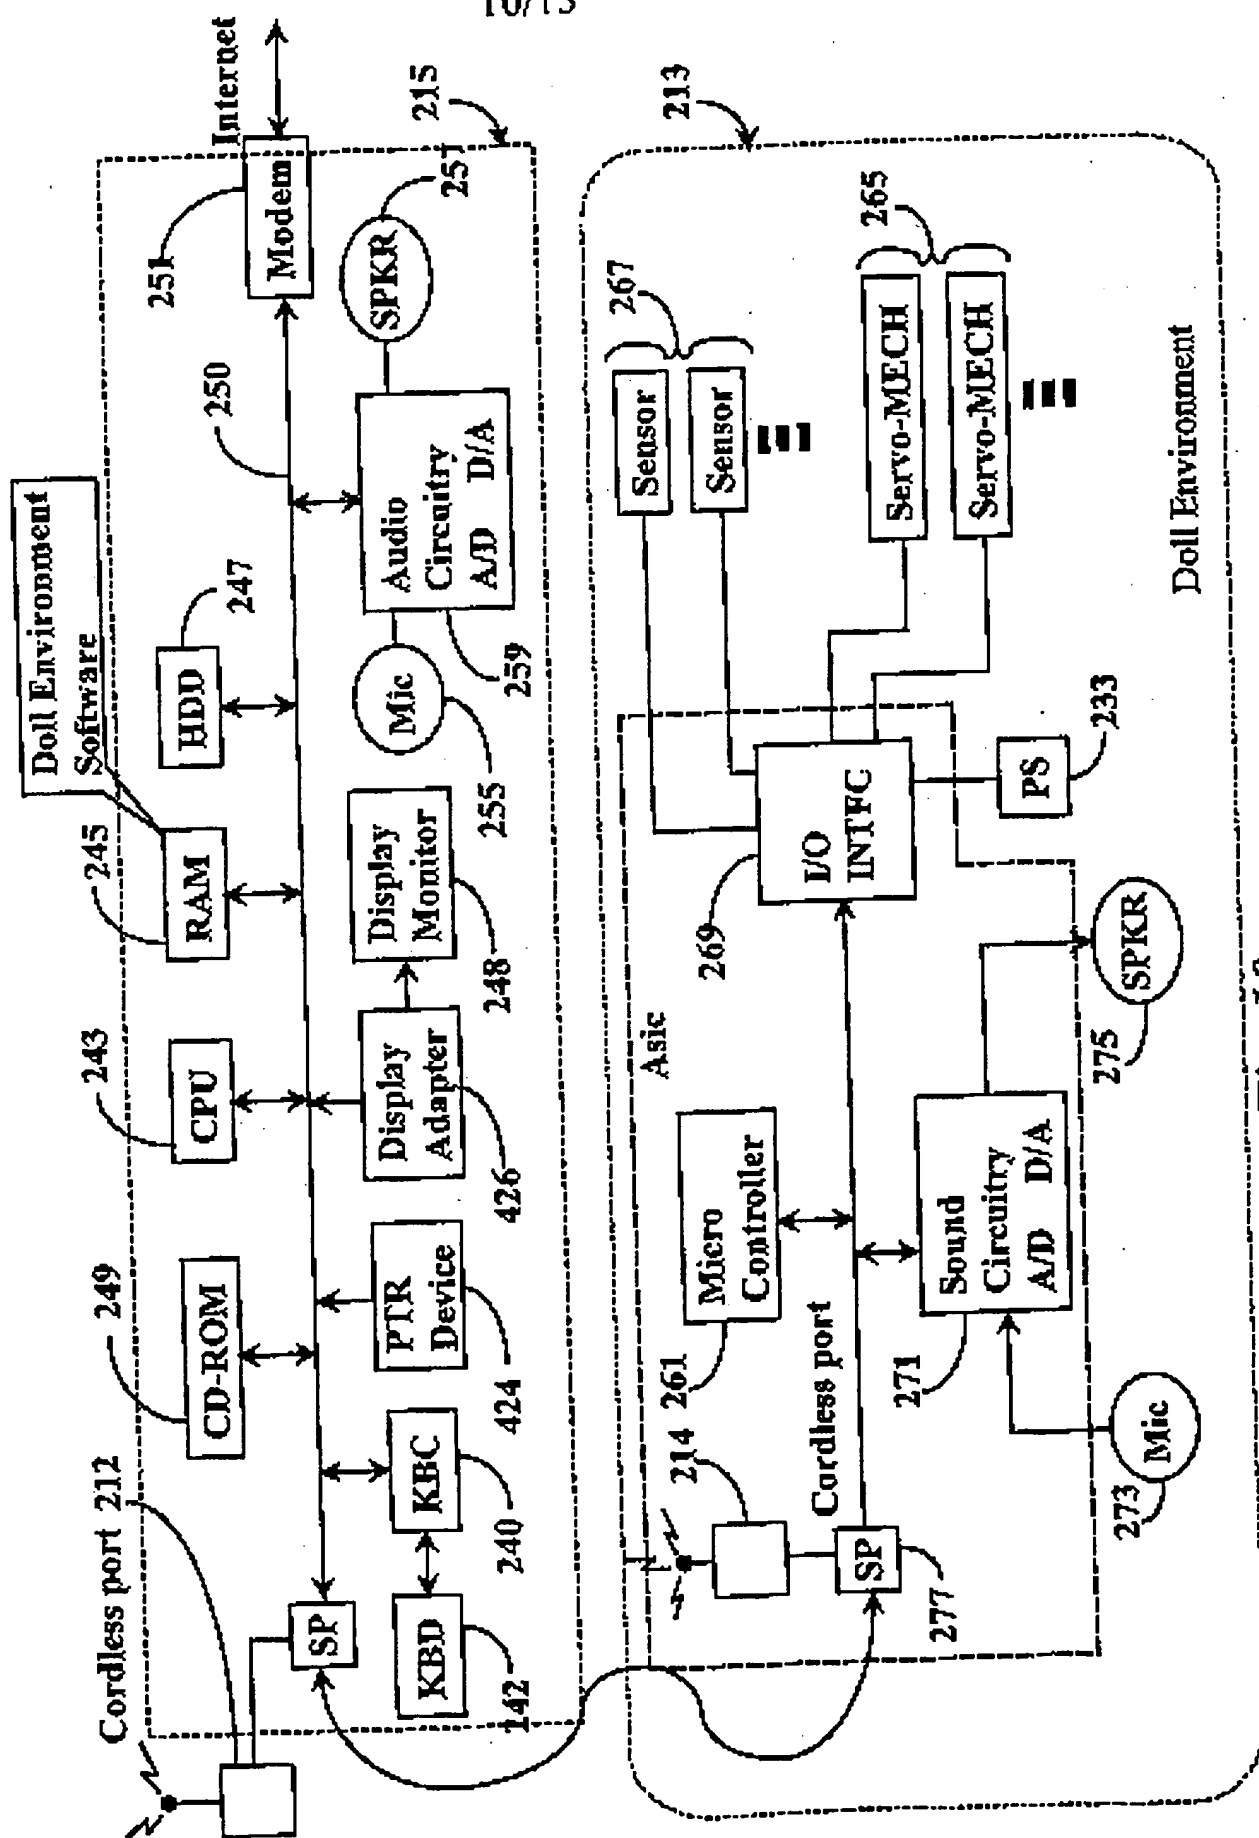 10/13
Cordless port 212
249
243
245
Doll Environment
Software
247
250
251
Internet
CD-ROM
CPU
RAM
HDD
Modem
SP
215
KBD
KBC
PTR
Device
Display
Adapter
Display
Monitor
Mic
Audio
Circuitry
A/D D/A
SPKR
257
242
240
424
426
248
255
259
213
214
261
Micro
Controller
Asic
269
Sensor
Sensor
267
Cordless port
SP
277
I/O
INTFC
Servo-MECH
Servo-MECH
265
271
Sound
Circuitry
A/D D/A
PS
233
273
Mic
275
SPKR
Doll Environment